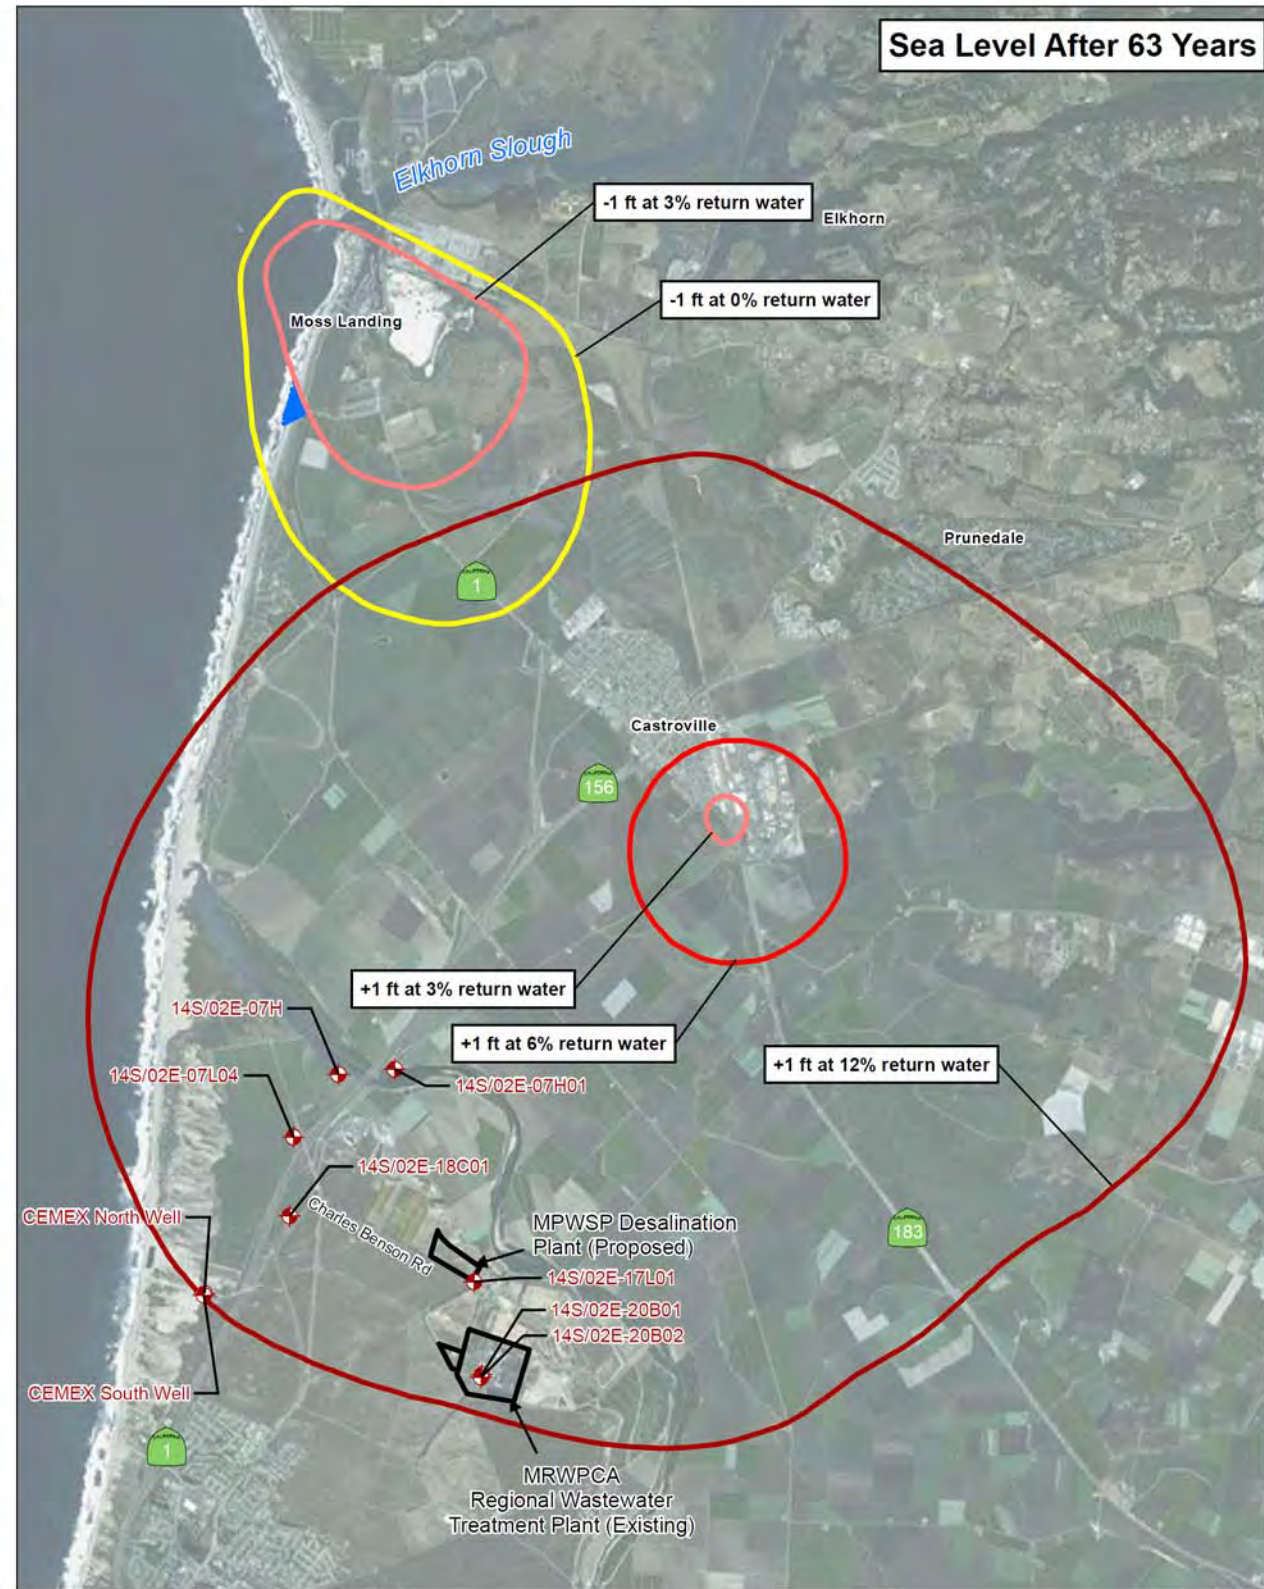 Sea Level After 63 Years
Elkhorn Slough
-1 ft at 3% return water
Elkhorn
-1 ft at 0% return water
Moss Landing
Prunedale
CALIFORNIA
1
Castroville
CALIFORNIA
156
+1 ft at 3% return water
14S/02E-07H
+1 ft at 6% return water
+1 ft at 12% return water
14S/02E-07L04
14S/02E-07H01
14S/02E-18C01
Charles Benson Rd
CEMEX North Well
MPWSP Desalination
Plant (Proposed)
CALIFORNIA
183
14S/02E-17L01
14S/02E-20B01
14S/02E-20B02
CEMEX South Well
CALIFORNIA
1
MRWPCA
Regional Wastewater
Treatment Plant (Existing)